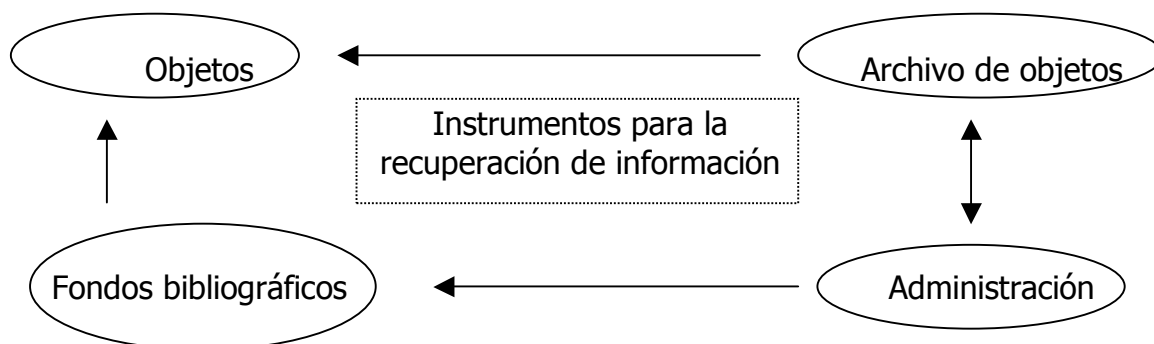 Objetos
Archivo de objetos
Instrumentos para la
recuperación de información
Fondos bibliográficos
Administración